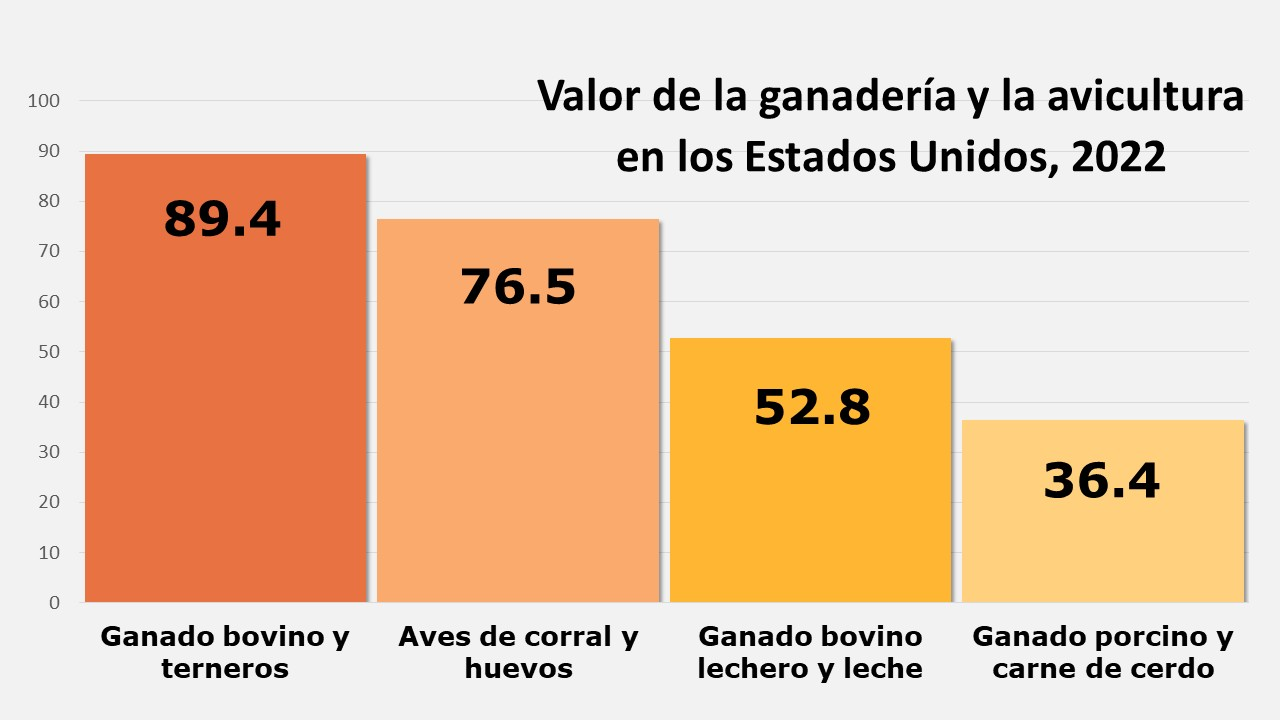 Valor de la ganadería y la avicultura
en los Estados Unidos, 2022
100
90
80
70
60
50
40
30
20
10
0
89.4
76.5
52.8
36.4
Ganado bovino y
terneros
Aves de corral y
huevos
Ganado bovino
lechero y leche
Ganado porcino y
carne de cerdo